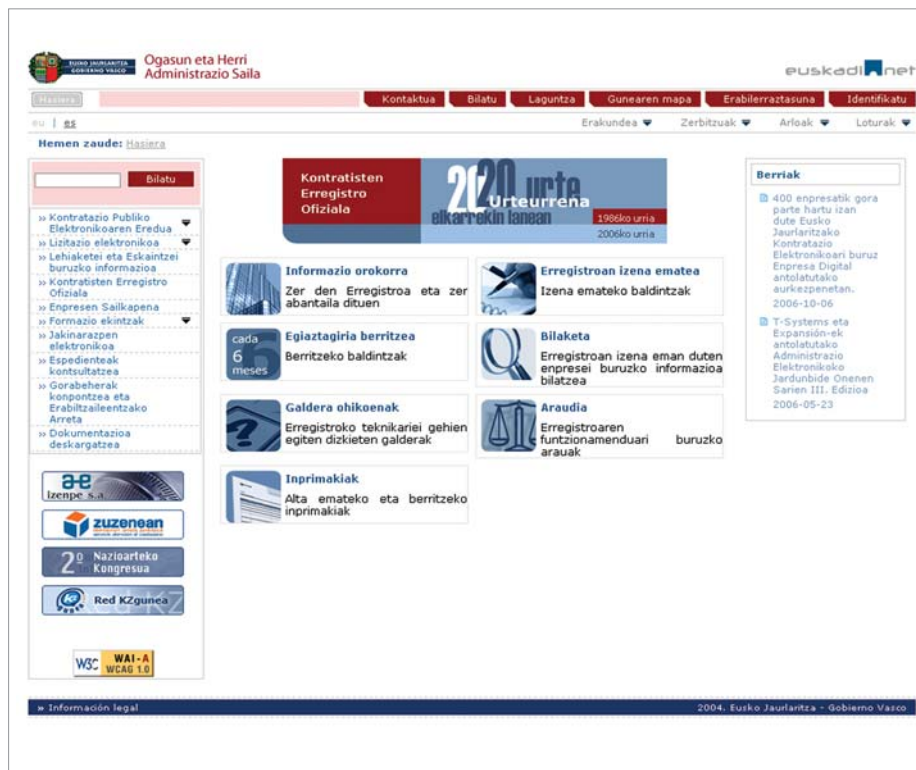 EUSKO JAURLARITZA
GOBIERNO VASCO
Ogasun eta Herri
Administrazio Saila
euskadi net
Hasiera
Kontaktua Bilatu Laguntza Gunearen mapa Erabilerraztasuna Identifikatu
eu | es
Erakundea Zerbitzuak Arloak Loturak
Hemen zaude: Hasiera
Bilatu
» Kontratazio Publiko
Elektronikoaren Eredua
» Lizitazio elektronikoa
» Lehiaketei eta Eskaintzei
buruzko informazioa
» Kontratisten Erregistro
Ofiziala
» Enpresen Sailkapena
» Formazio ekintzak
» Jakinarazpen
elektronikoa
» Espedienteak
kontsultatzea
» Gorabeherak
konpontzea eta
Erabiltzaileentzako
Arreta
» Dokumentazioa
deskargatzea
izenpe s.a.
zuzenean
2º Nazioarteko
Kongresua
Red KZgunea
W3C WAI-A
WCAG 1.0
Kontratisten
Erregistro
Ofiziala
20 20 urte
Urteurrena
elkarrekin lanean
1986ko urria
2006ko urria
Informazio orokorra
Zer den Erregistroa eta zer
abantaila dituen
Erregistroan izena ematea
Izena emateko baldintzak
cada
6
meses
Egiaztagiria berritzea
Berritzeko baldintzak
Bilaketa
Erregistroan izena eman duten
enpresei buruzko informazioa
bilatzea
Galdera ohikoenak
Erregistroko teknikariei gehien
egiten dizkieten galderak
Araudia
Erregistroaren
funtzionamenduari buruzko
arauak
Inprimakiak
Alta emateko eta berritzeko
inprimakiak
Berriak
400 enpresatik gora
parte hartu izan
dute Eusko
Jaurlaritzako
Kontratazio
Elektronikoari buruz
Enpresa Digital
antolatutako
aurkezpenetan.
2006-10-06
T-Systems eta
Expansión-ek
antolatutako
Administrazio
Elektronikoko
Jardunbide Onenen
Sarien III. Edizioa
2006-05-23
» Información legal
2004. Eusko Jaurlaritza - Gobierno Vasco